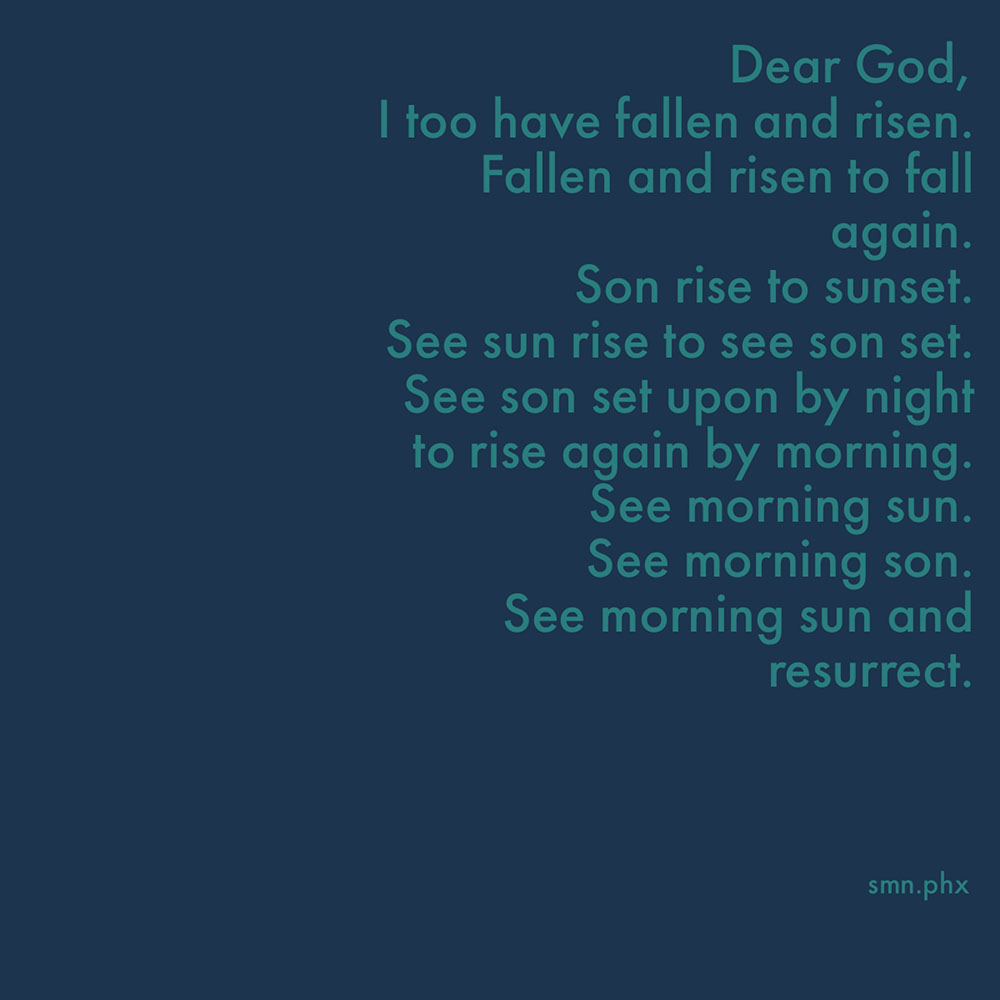 Dear God,
I too have fallen and risen.
Fallen and risen to fall
again.
Son rise to sunset.
See sun rise to see son set.
See son set upon by night
to rise again by morning.
See morning sun.
See morning son.
See morning sun and
resurrect.
smn.phx